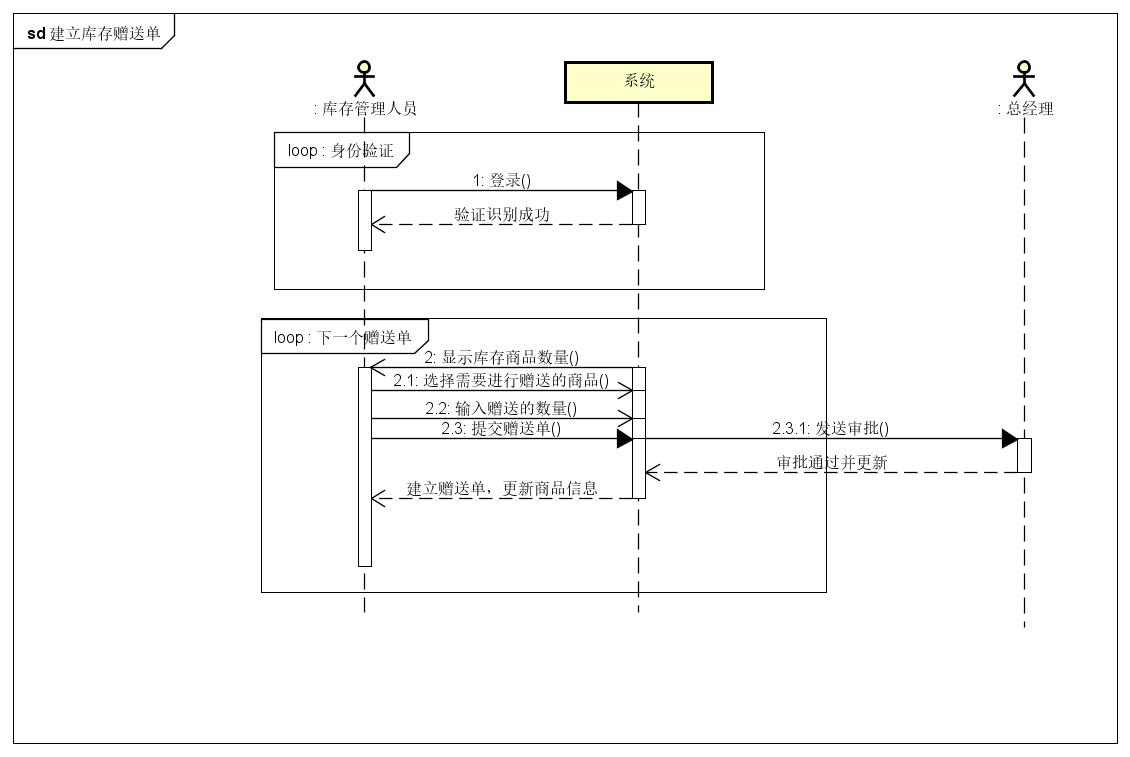 sd 建立库存赠送单
系统
: 库存管理人员
: 总经理
loop : 身份验证
1: 登录()
验证识别成功
loop : 下一个赠送单
2: 显示库存商品数量()
2.1: 选择需要进行赠送的商品()
2.2: 输入赠送的数量()
2.3: 提交赠送单()
2.3.1: 发送审批()
审批通过并更新
建立赠送单，更新商品信息